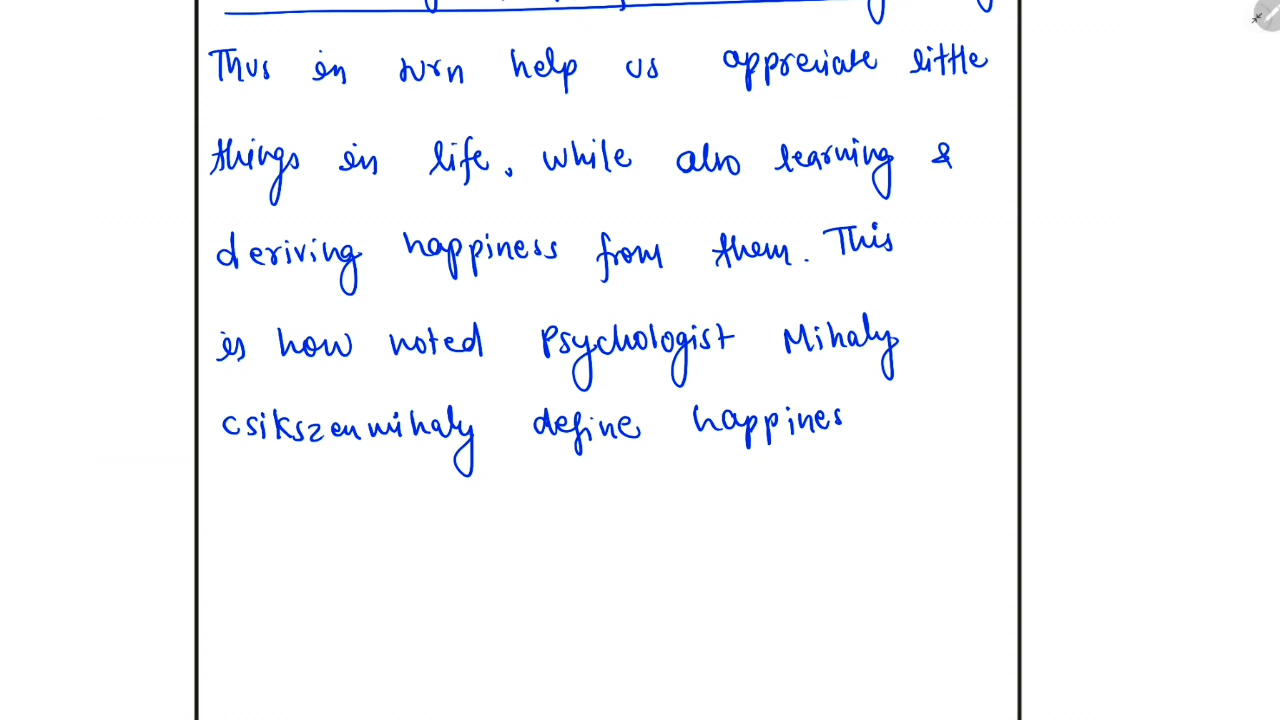 Thus in turn help us appreciate little
things in life. while also learning &
deriving happiness from them. This
is how noted Psychologist Mihaly
csikszenmihaly define happines